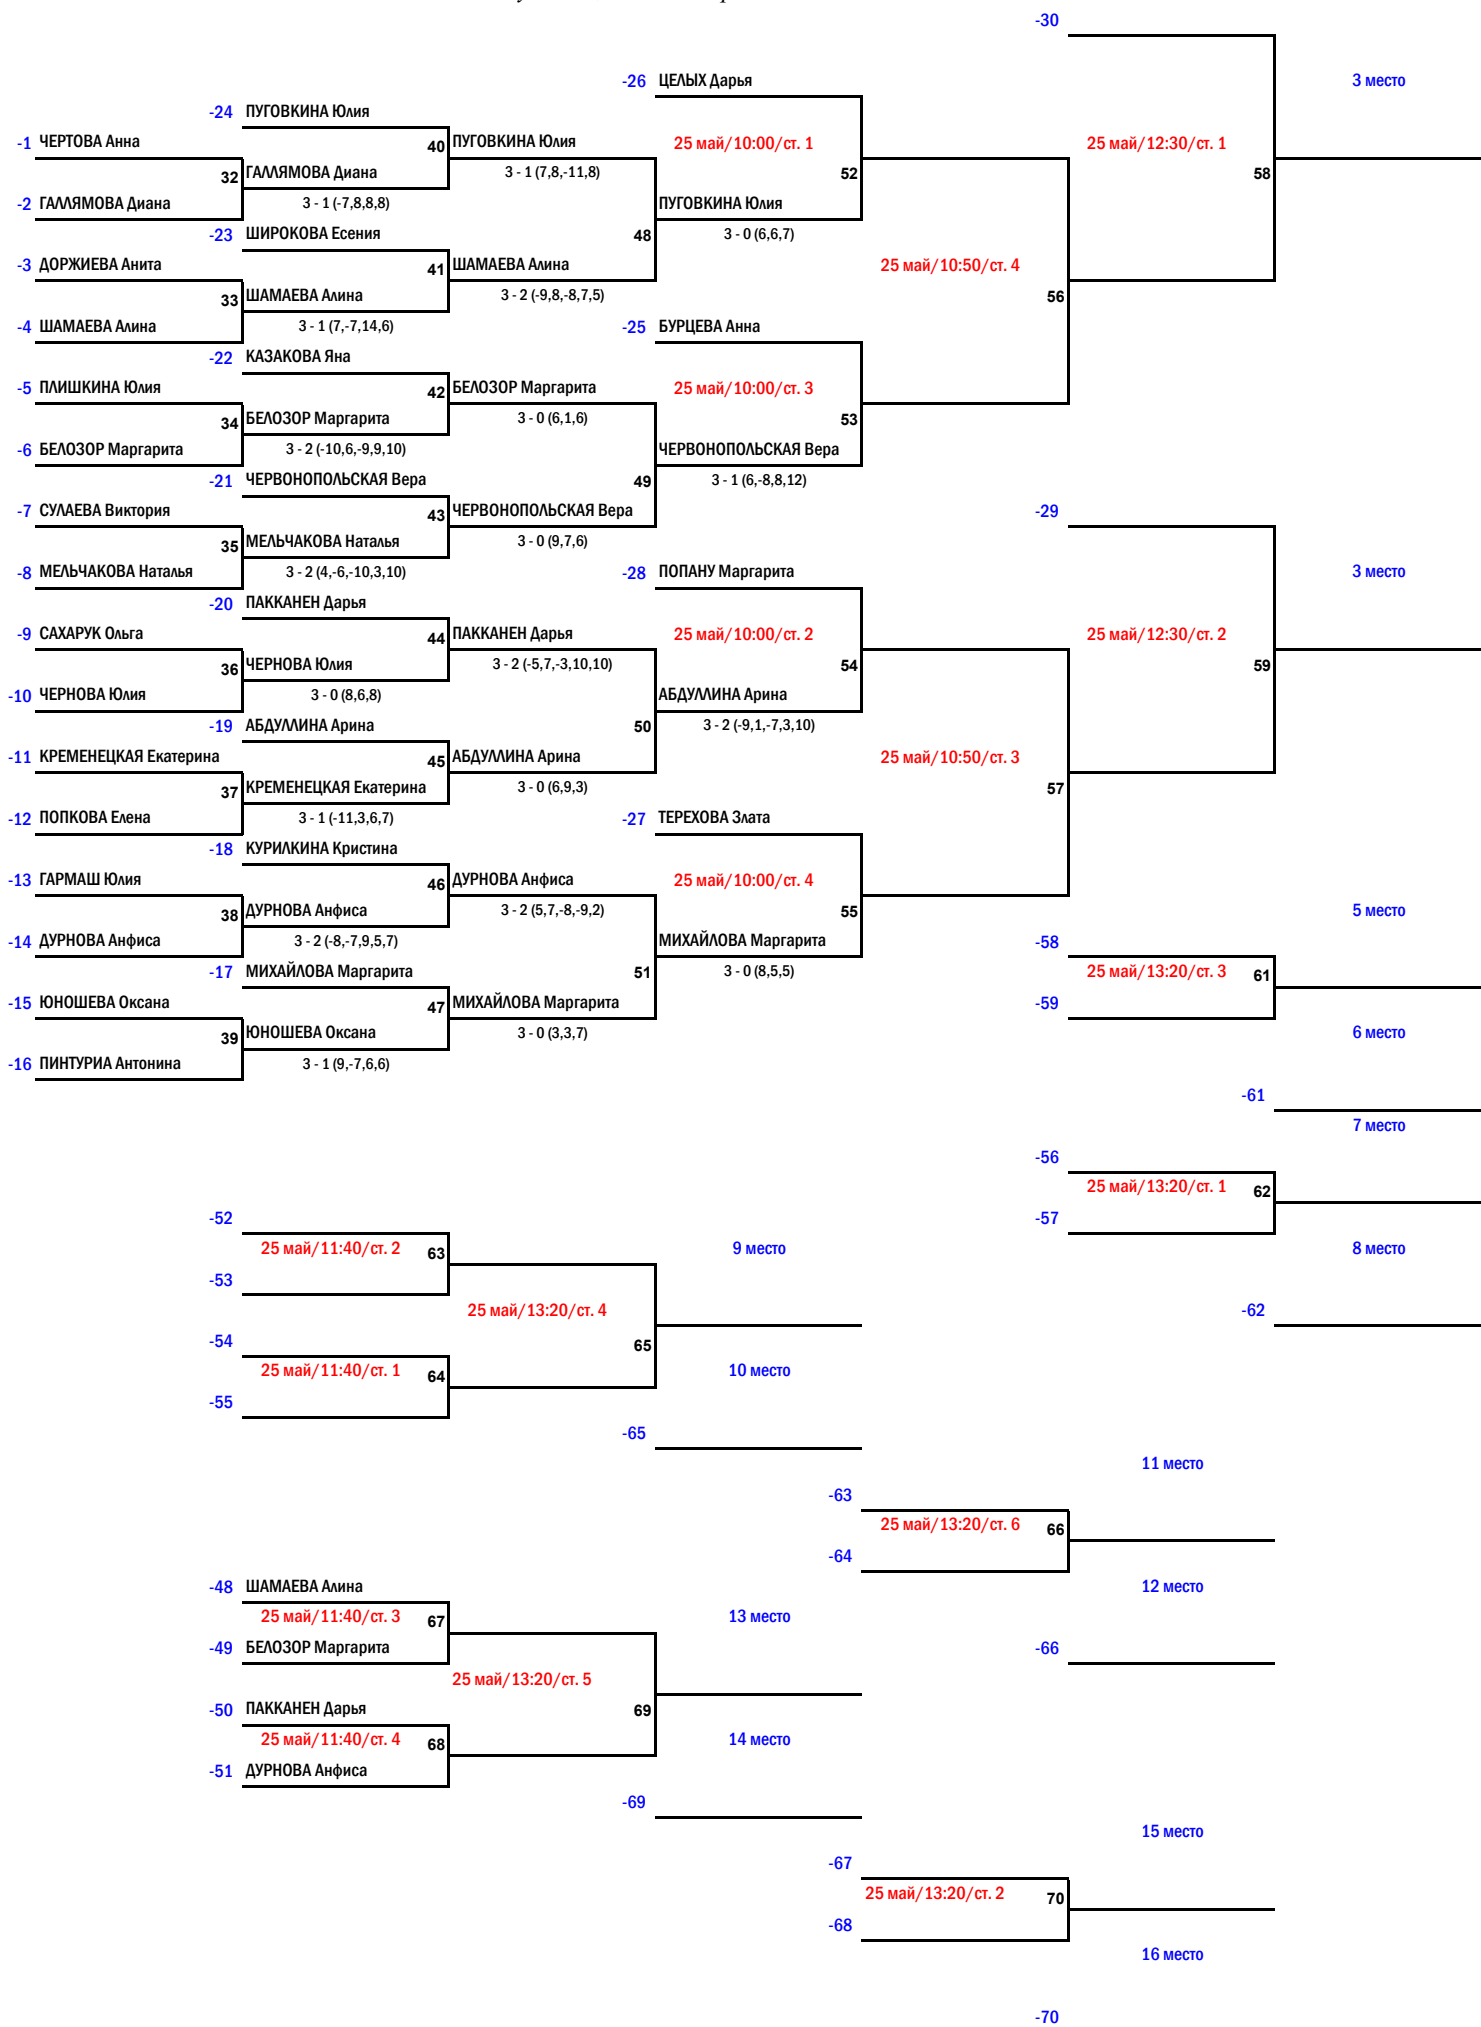 -30
-26 ЦЕЛЫХ Дарья
3 место
-24 ПУГОВКИНА Юлия
-1 ЧЕРТОВА Анна
40 ПУГОВКИНА Юлия
25 май/10:00/ст. 1
25 май/12:30/ст. 1
32 ГАЛЛЯМОВА Диана
3 - 1 (7,8,-11,8)
52
58
-2 ГАЛЛЯМОВА Диана
3 - 1 (-7,8,8,8)
ПУГОВКИНА Юлия
-23 ШИРОКОВА Есения
48
3 - 0 (6,6,7)
-3 ДОРЖИЕВА Анита
41 ШАМАЕВА Алина
25 май/10:50/ст. 4
33 ШАМАЕВА Алина
3 - 2 (-9,8,-8,7,5)
56
-4 ШАМАЕВА Алина
3 - 1 (7,-7,14,6)
-25 БУРЦЕВА Анна
-22 КАЗАКОВА Яна
-5 ПЛИШКИНА Юлия
42 БЕЛОЗОР Маргарита
25 май/10:00/ст. 3
34 БЕЛОЗОР Маргарита
3 - 0 (6,1,6)
53
-6 БЕЛОЗОР Маргарита
3 - 2 (-10,6,-9,9,10)
ЧЕРВОНОПОЛЬСКАЯ Вера
-21 ЧЕРВОНОПОЛЬСКАЯ Вера
49
3 - 1 (6,-8,8,12)
-7 СУЛАЕВА Виктория
43 ЧЕРВОНОПОЛЬСКАЯ Вера
-29
35 МЕЛЬЧАКОВА Наталья
3 - 0 (9,7,6)
-8 МЕЛЬЧАКОВА Наталья
3 - 2 (4,-6,-10,3,10)
-28 ПОПАНУ Маргарита
3 место
-20 ПАККАНЕН Дарья
-9 САХАРУК Ольга
44 ПАККАНЕН Дарья
25 май/10:00/ст. 2
25 май/12:30/ст. 2
36 ЧЕРНОВА Юлия
3 - 2 (-5,7,-3,10,10)
54
59
-10 ЧЕРНОВА Юлия
3 - 0 (8,6,8)
АБДУЛЛИНА Арина
-19 АБДУЛЛИНА Арина
50
3 - 2 (-9,1,-7,3,10)
-11 КРЕМЕНЕЦКАЯ Екатерина
45 АБДУЛЛИНА Арина
25 май/10:50/ст. 3
37 КРЕМЕНЕЦКАЯ Екатерина
3 - 0 (6,9,3)
57
-12 ПОПКОВА Елена
3 - 1 (-11,3,6,7)
-27 ТЕРЕХОВА Злата
-18 КУРИЛКИНА Кристина
-13 ГАРМАШ Юлия
46 ДУРНОВА Анфиса
25 май/10:00/ст. 4
38 ДУРНОВА Анфиса
3 - 2 (5,7,-8,-9,2)
55
5 место
-14 ДУРНОВА Анфиса
3 - 2 (-8,-7,9,5,7)
МИХАЙЛОВА Маргарита
-58
-17 МИХАЙЛОВА Маргарита
51
3 - 0 (8,5,5)
25 май/13:20/ст. 3
61
-15 ЮНОШЕВА Оксана
47 МИХАЙЛОВА Маргарита
-59
39 ЮНОШЕВА Оксана
3 - 0 (3,3,7)
6 место
-16 ПИНТУРИА Антонина
3 - 1 (9,-7,6,6)
-61
7 место
-56
25 май/13:20/ст. 1
62
-52
-57
25 май/11:40/ст. 2
63
9 место
8 место
-53
25 май/13:20/ст. 4
-62
-54
65
25 май/11:40/ст. 1
64
10 место
-55
-65
11 место
-63
25 май/13:20/ст. 6
66
-64
-48 ШАМАЕВА Алина
12 место
25 май/11:40/ст. 3
67
13 место
-49 БЕЛОЗОР Маргарита
-66
25 май/13:20/ст. 5
-50 ПАККАНЕН Дарья
69
25 май/11:40/ст. 4
68
14 место
-51 ДУРНОВА Анфиса
-69
15 место
-67
25 май/13:20/ст. 2
70
-68
16 место
-70